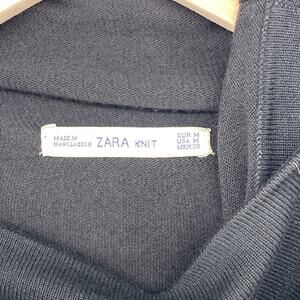 MADE IN
BANGLADESH
ZARA KNIT
EUR M
USA M
MEX 28